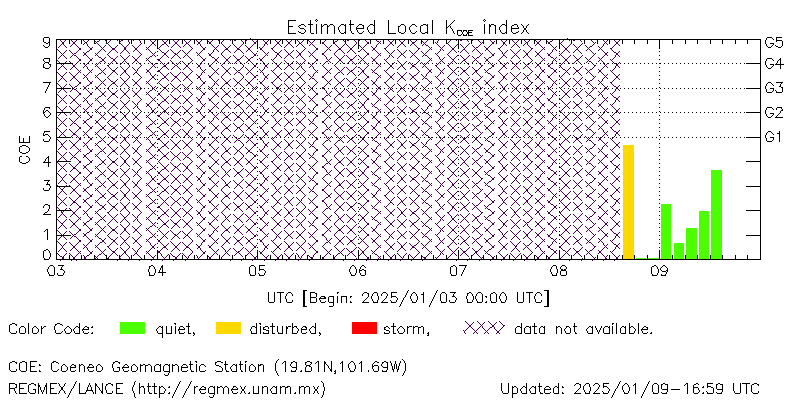 Estimated Local KCOE index
9 G5
8 G4
7 G3
6 G2
5 G1
4
3
2
1
0
COE
03 04 05 06 07 08 09
UTC [Begin: 2025/01/03 00:00 UTC]
Color Code: quiet, disturbed, storm, data not available.
COE: Coeneo Geomagnetic Station (19.81N,101.69W)
REGMEX/LANCE (http://regmex.unam.mx) Updated: 2025/01/09-16:59 UTC